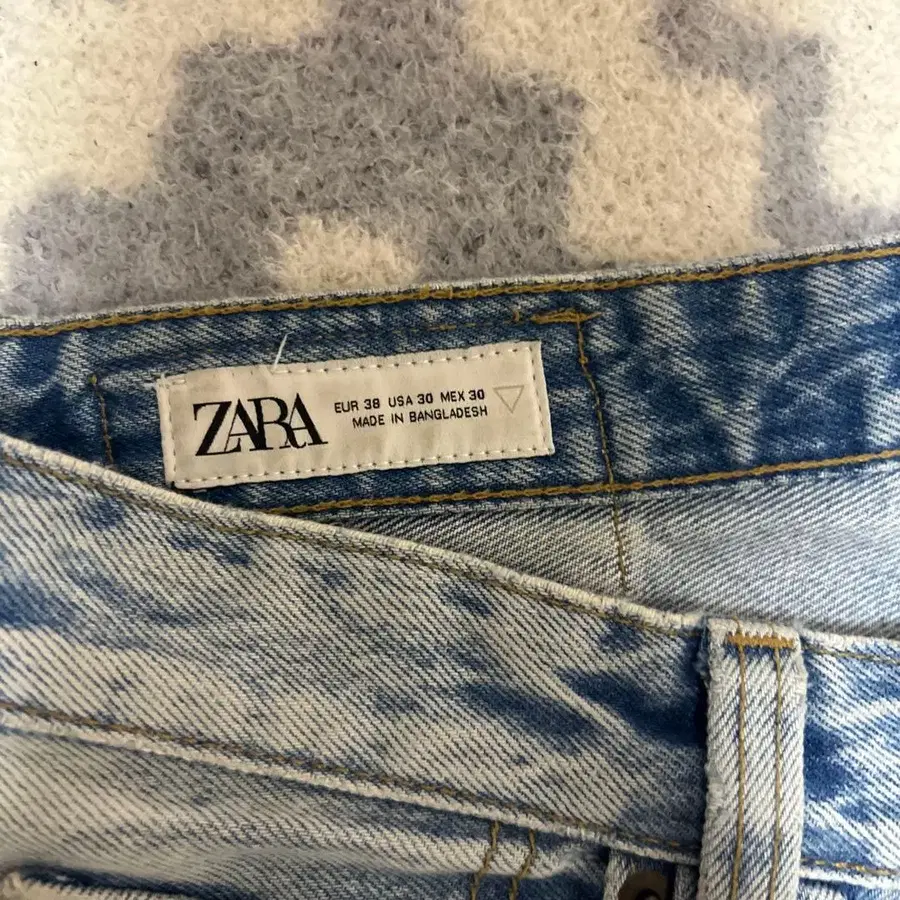 ZARA
EUR 38 USA 30 MEX 30
MADE IN BANGLADESH